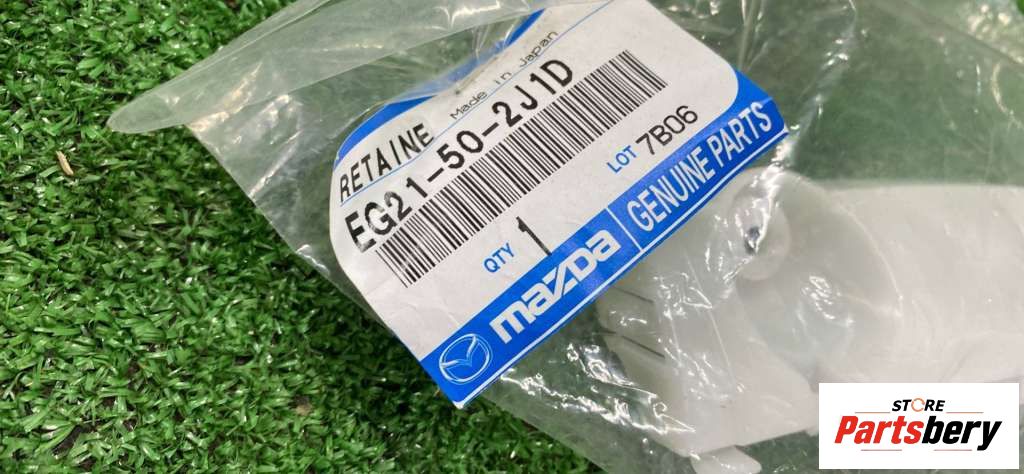 RETAINE Made in Japan
EG21-50-2J1D
QTY 1 LOT 7B06
mazda GENUINE PARTS
STORE
Partsbery